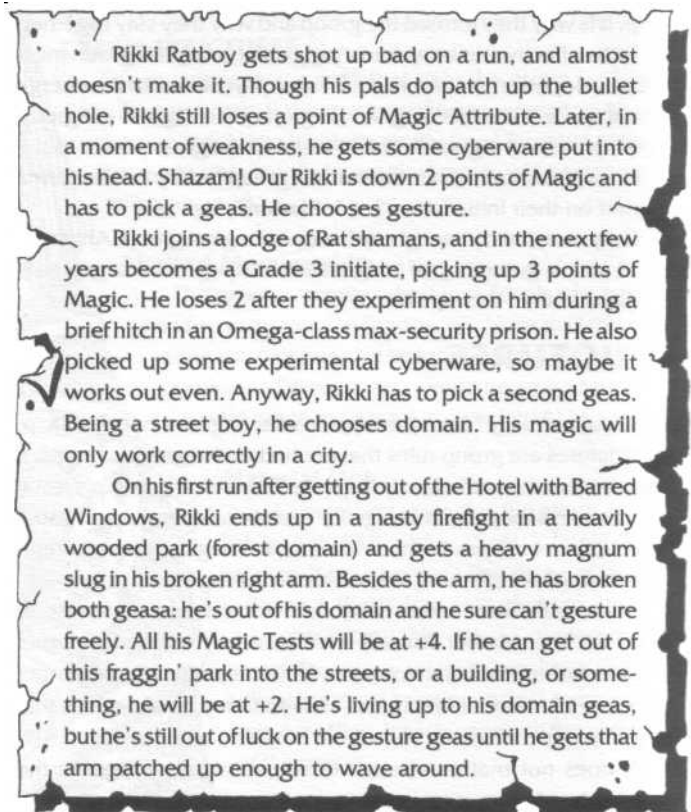 Rikki Ratboy gets shot up bad on a run, and almost
doesn't make it. Though his pals do patch up the bullet
hole, Rikki still loses a point of Magic Attribute. Later, in
a moment of weakness, he gets some cyberware put into
his head. Shazam! Our Rikki is down 2 points of Magic and
has to pick a geas. He chooses gesture.
Rikki joins a lodge of Rat shamans, and in the next few
years becomes a Grade 3 initiate, picking up 3 points of
Magic. He loses 2 after they experiment on him during a
brief hitch in an Omega-class max-security prison. He also
picked up some experimental cyberware, so maybe it
works out even. Anyway, Rikki has to pick a second geas.
Being a street boy, he chooses domain. His magic will
only work correctly in a city.
On his first run after getting out of the Hotel with Barred
Windows, Rikki ends up in a nasty firefight in a heavily
wooded park (forest domain) and gets a heavy magnum
slug in his broken right arm. Besides the arm, he has broken
both geasa: he's out of his domain and he sure can't gesture
freely. All his Magic Tests will be at +4. If he can get out of
this fraggin' park into the streets, or a building, or some-
thing, he will be at +2. He's living up to his domain geas,
but he's still out of luck on the gesture geas until he gets that
arm patched up enough to wave around.